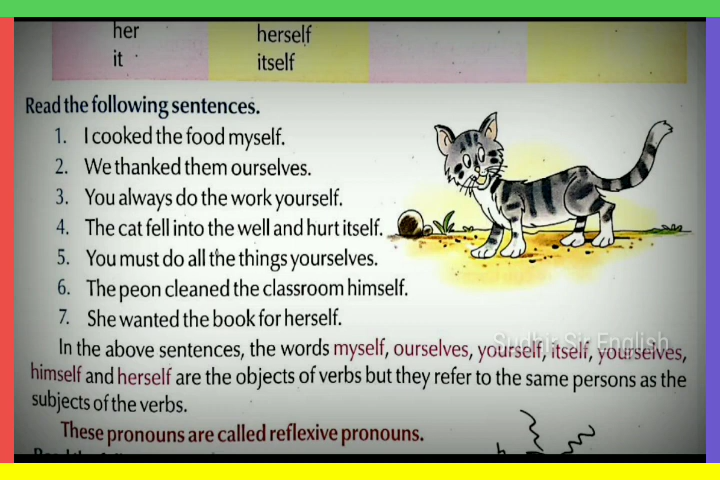 her herself
it itself
Read the following sentences.
1. I cooked the food myself.
2. We thanked them ourselves.
3. You always do the work yourself.
4. The cat fell into the well and hurt itself.
5. You must do all the things yourselves.
6. The peon cleaned the classroom himself.
7. She wanted the book for herself.
Sudhir Sir English
In the above sentences, the words myself, ourselves, yourself, itself, yourselves,
himself and herself are the objects of verbs but they refer to the same persons as the
subjects of the verbs.
These pronouns are called reflexive pronouns.